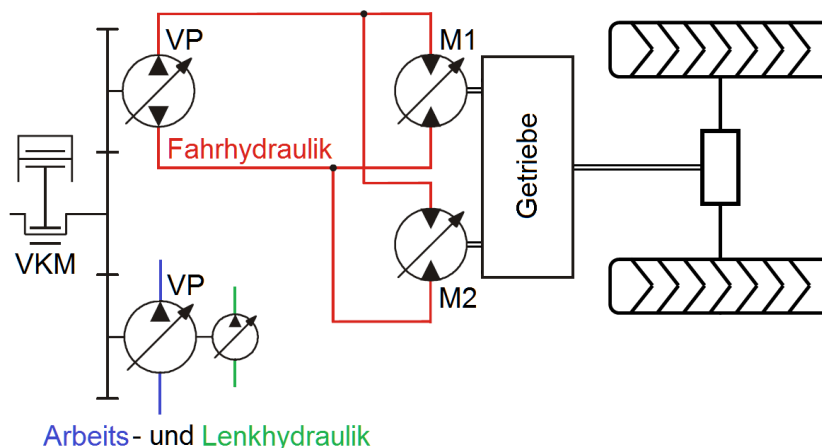 VP
M1
Fahrhydraulik
Getriebe
VKM
VP
M2
Arbeits- und Lenkhydraulik